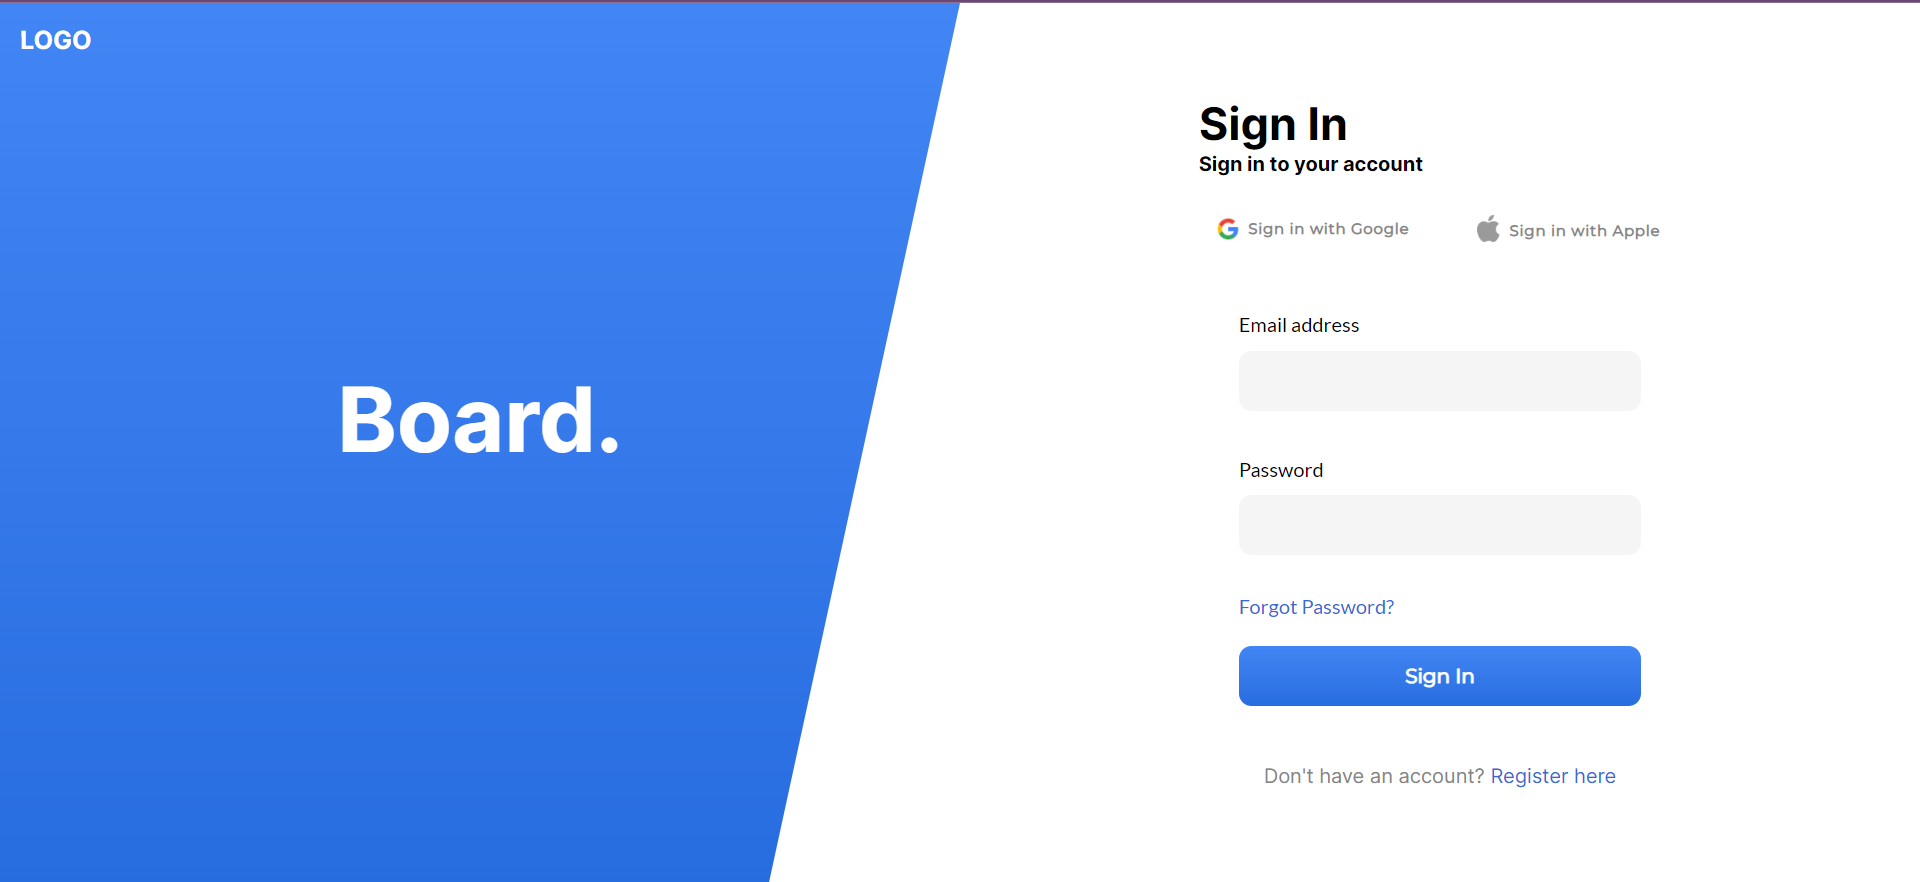 LOGO
Board.
Sign In
Sign in to your account
Sign in with Google
Sign in with Apple
Email address
Password
Forgot Password?
Sign In
Don't have an account? Register here